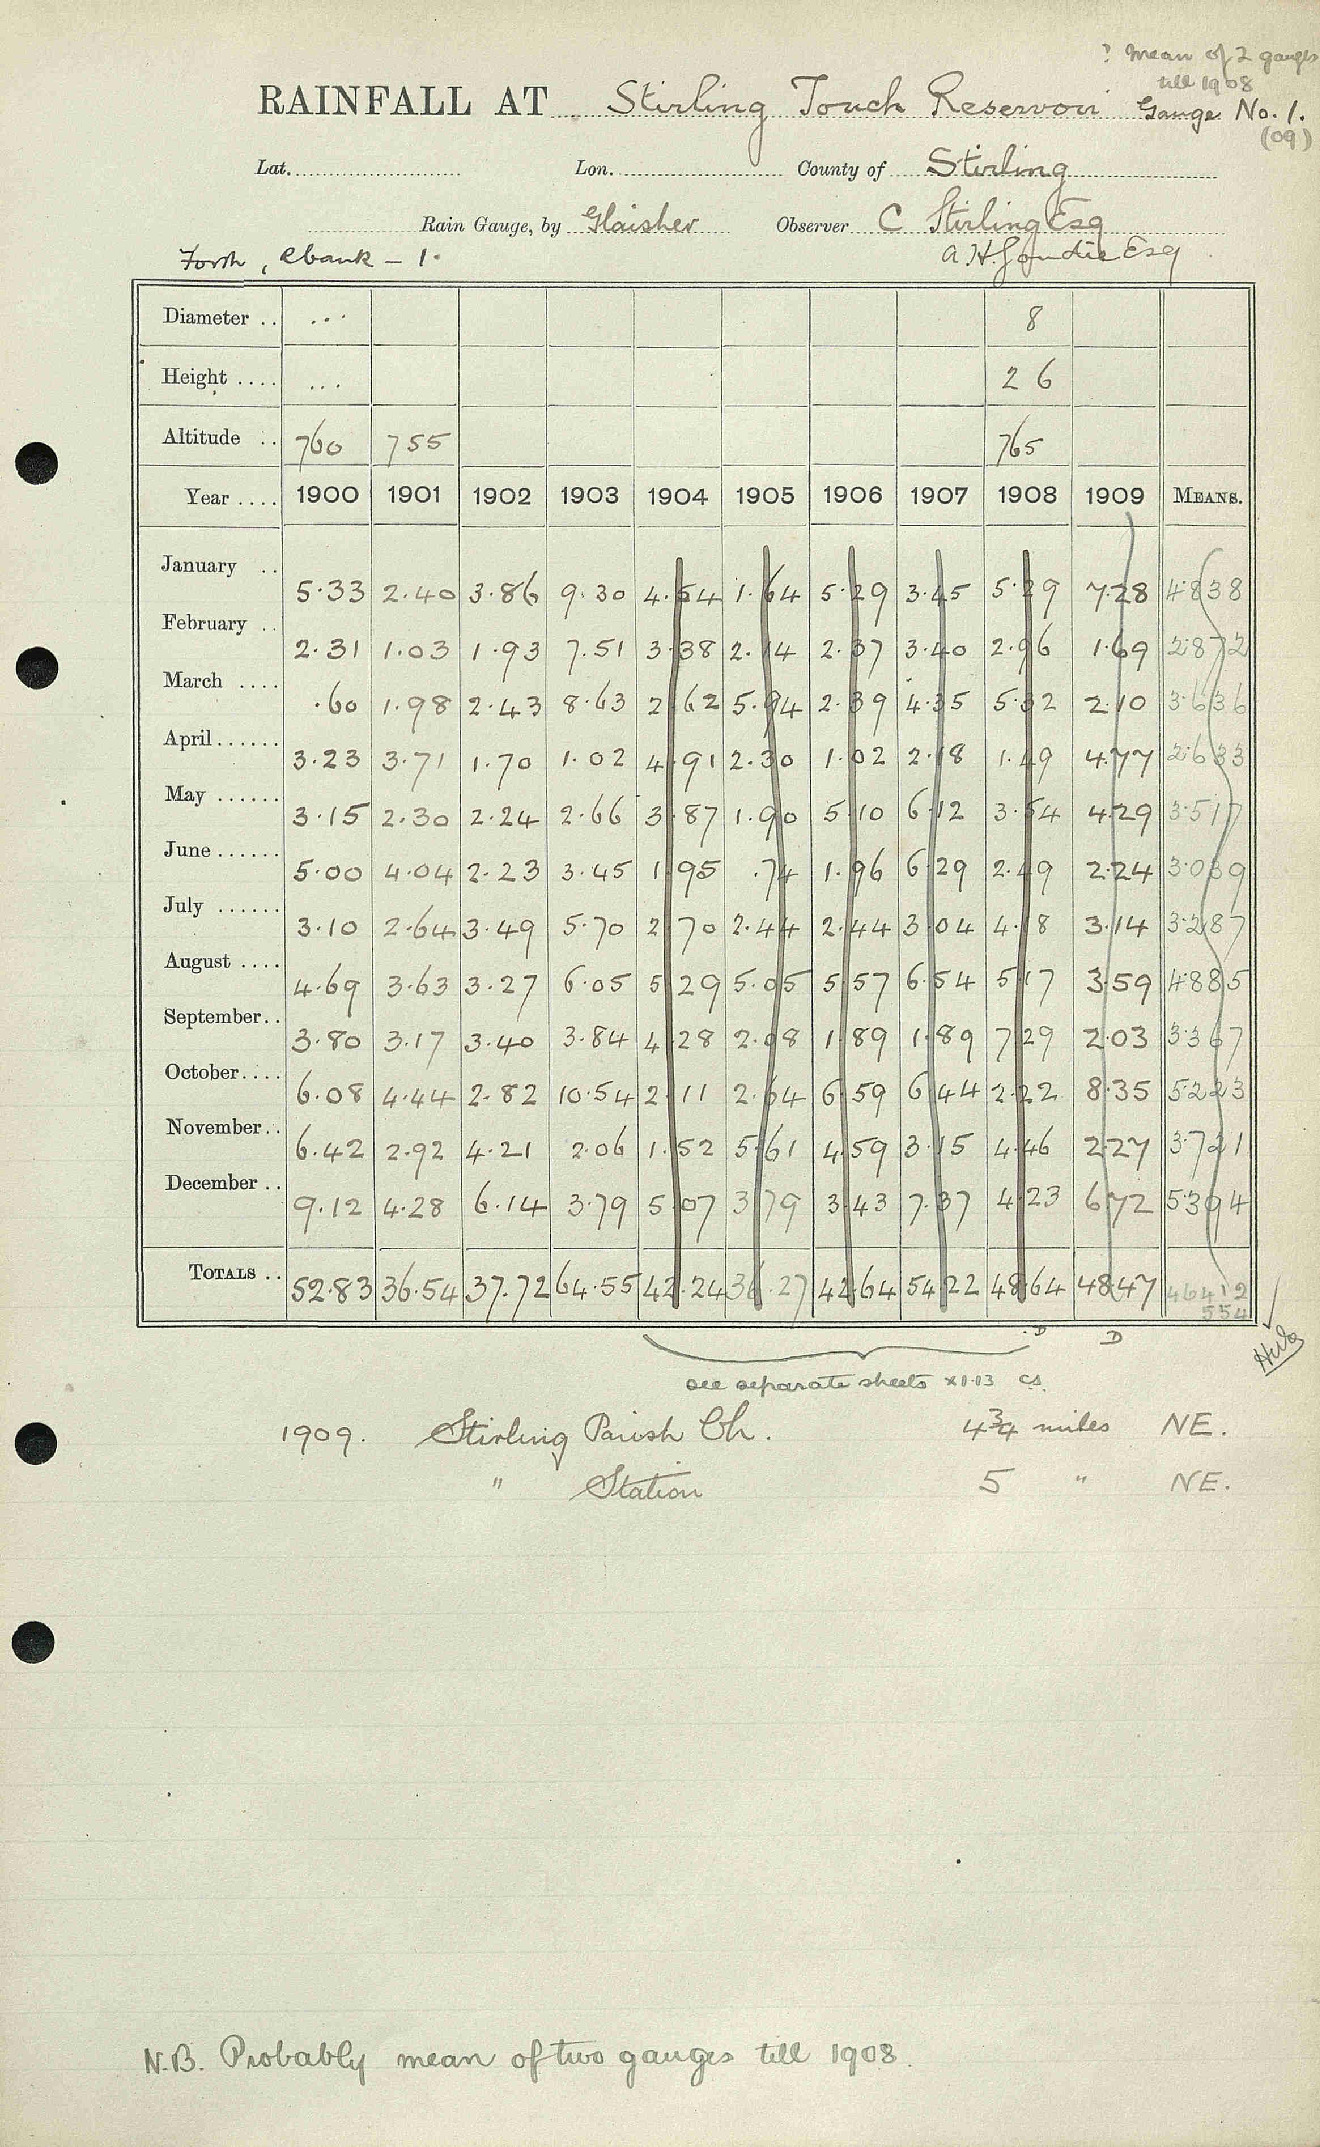 ? Mean of 2 gauges
till 1908
RAINFALL AT Stirling Touch Reservoir Gauge No. 1.
(09)
Lat. Lon. County of Stirling
Rain Gauge, by Glaisher Observer C Stirling Esq
Forth, abank - 1. A. H. Goudie Esq
Diameter .. ... 8
Height .... ... 26
Altitude .. 760 755 765
Year .... 1900 1901 1902 1903 1904 1905 1906 1907 1908 1909 MEANS.
January .. 5.33 2.40 3.86 9.30 4.54 1.64 5.29 3.45 5.29 7.28 4.838
February .. 2.31 1.03 1.93 7.51 3.38 2.14 2.37 3.40 2.96 1.69 2.872
March .... .60 1.98 2.43 8.63 2.62 5.94 2.39 4.35 5.32 2.10 3.636
April ...... 3.23 3.71 1.70 1.02 4.91 2.30 1.02 2.18 1.49 4.77 2.633
May ...... 3.15 2.30 2.24 2.66 3.87 1.90 5.10 6.12 3.54 4.29 3.517
June ...... 5.00 4.04 2.23 3.45 1.95 .74 1.96 6.29 2.49 2.24 3.039
July ...... 3.10 2.64 3.49 5.70 2.70 2.44 2.44 3.04 4.18 3.14 3.287
August .... 4.69 3.63 3.27 6.05 5.29 5.05 5.57 6.54 5.17 3.59 4.885
September.. 3.80 3.17 3.40 3.84 4.28 2.08 1.89 1.89 7.29 2.03 3.367
October.... 6.08 4.44 2.82 10.54 2.11 2.64 6.59 6.44 2.22 8.35 5.223
November.. 6.42 2.92 4.21 2.06 1.52 5.61 4.59 3.15 4.46 2.27 3.721
December .. 9.12 4.28 6.14 3.79 5.07 3.79 3.43 7.37 4.23 6.72 5.394
TOTALS .. 52.83 36.54 37.72 64.55 42.24 36.27 42.64 54.22 48.64 48.47 46412
554
D D
see separate sheets x1.13 cs.
1909. Stirling Parish Ch. 4¾ miles NE.
" Station 5 " NE.
N.B. Probably mean of two gauges till 1908.